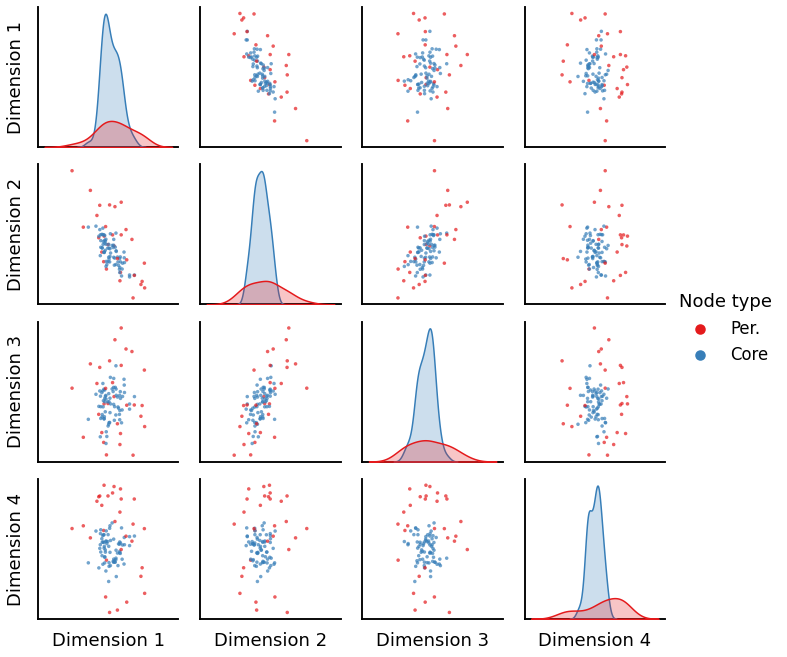 Dimension 1
Dimension 2
Node type
Per.
Core
Dimension 3
Dimension 4
Dimension 1
Dimension 2
Dimension 3
Dimension 4